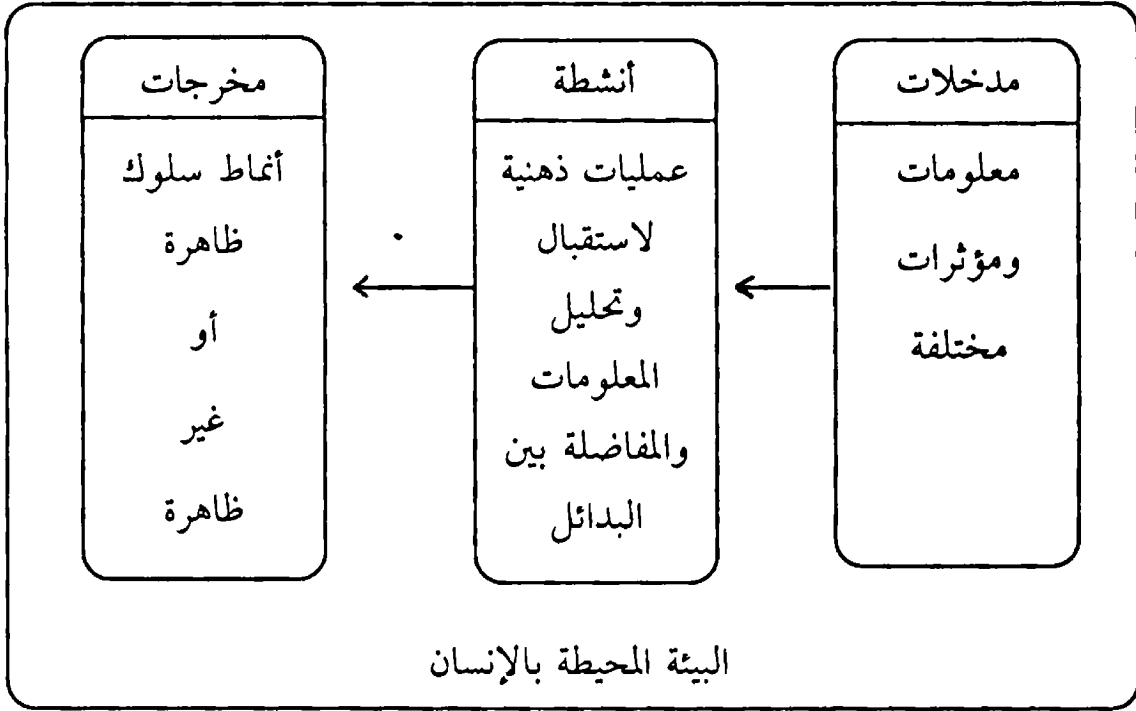 مدخلات
معلومات
ومؤثرات
مختلفة
أنشطة
عمليات ذهنية
لاستقبال
وتحليل
المعلومات
والمفاضلة بين
البدائل
مخرجات
أنماط سلوك
ظاهرة
أو
غير
ظاهرة
البيئة المحيطة بالإنسان